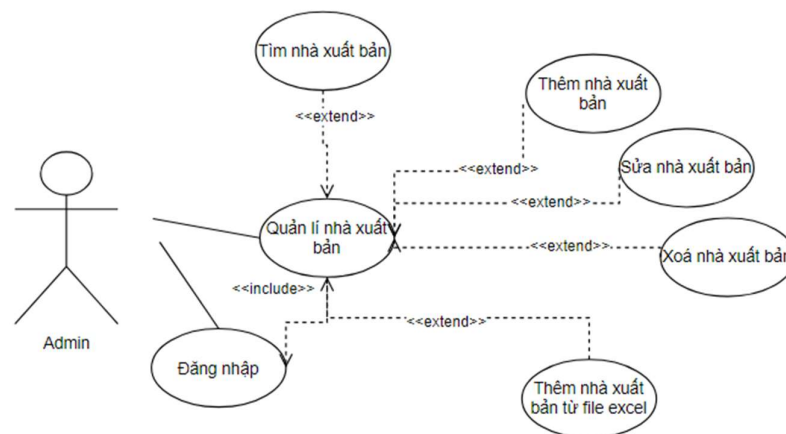 Tìm nhà xuất bản
Thêm nhà xuất
bản
<<extend>>
<<extend>>
Sửa nhà xuất bản
<<extend>>
Quản lí nhà xuất
bản
<<extend>>
Xoá nhà xuất bản
<<include>>
<<extend>>
Admin
Đăng nhập
Thêm nhà xuất
bản từ file excel